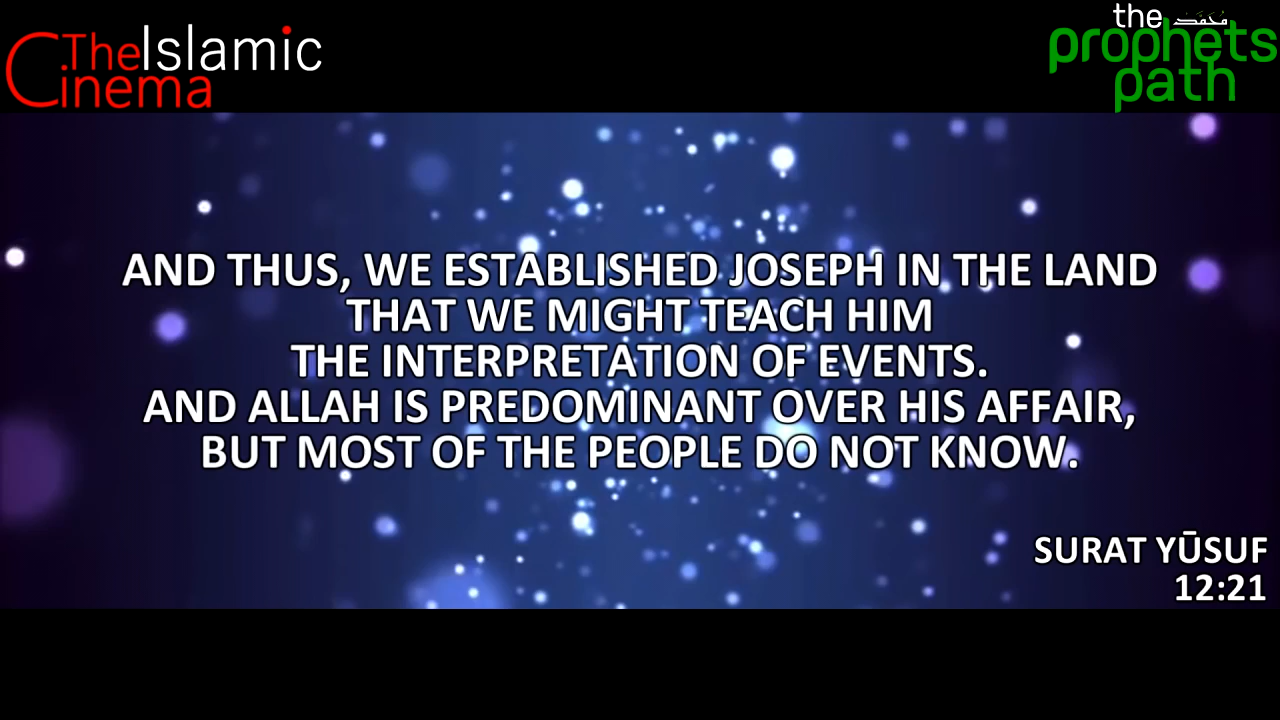 TheIslamic
Cinema
the محمد
prophets
path
AND THUS, WE ESTABLISHED JOSEPH IN THE LAND
THAT WE MIGHT TEACH HIM
THE INTERPRETATION OF EVENTS.
AND ALLAH IS PREDOMINANT OVER HIS AFFAIR,
BUT MOST OF THE PEOPLE DO NOT KNOW.
SURAT YŪSUF
12:21